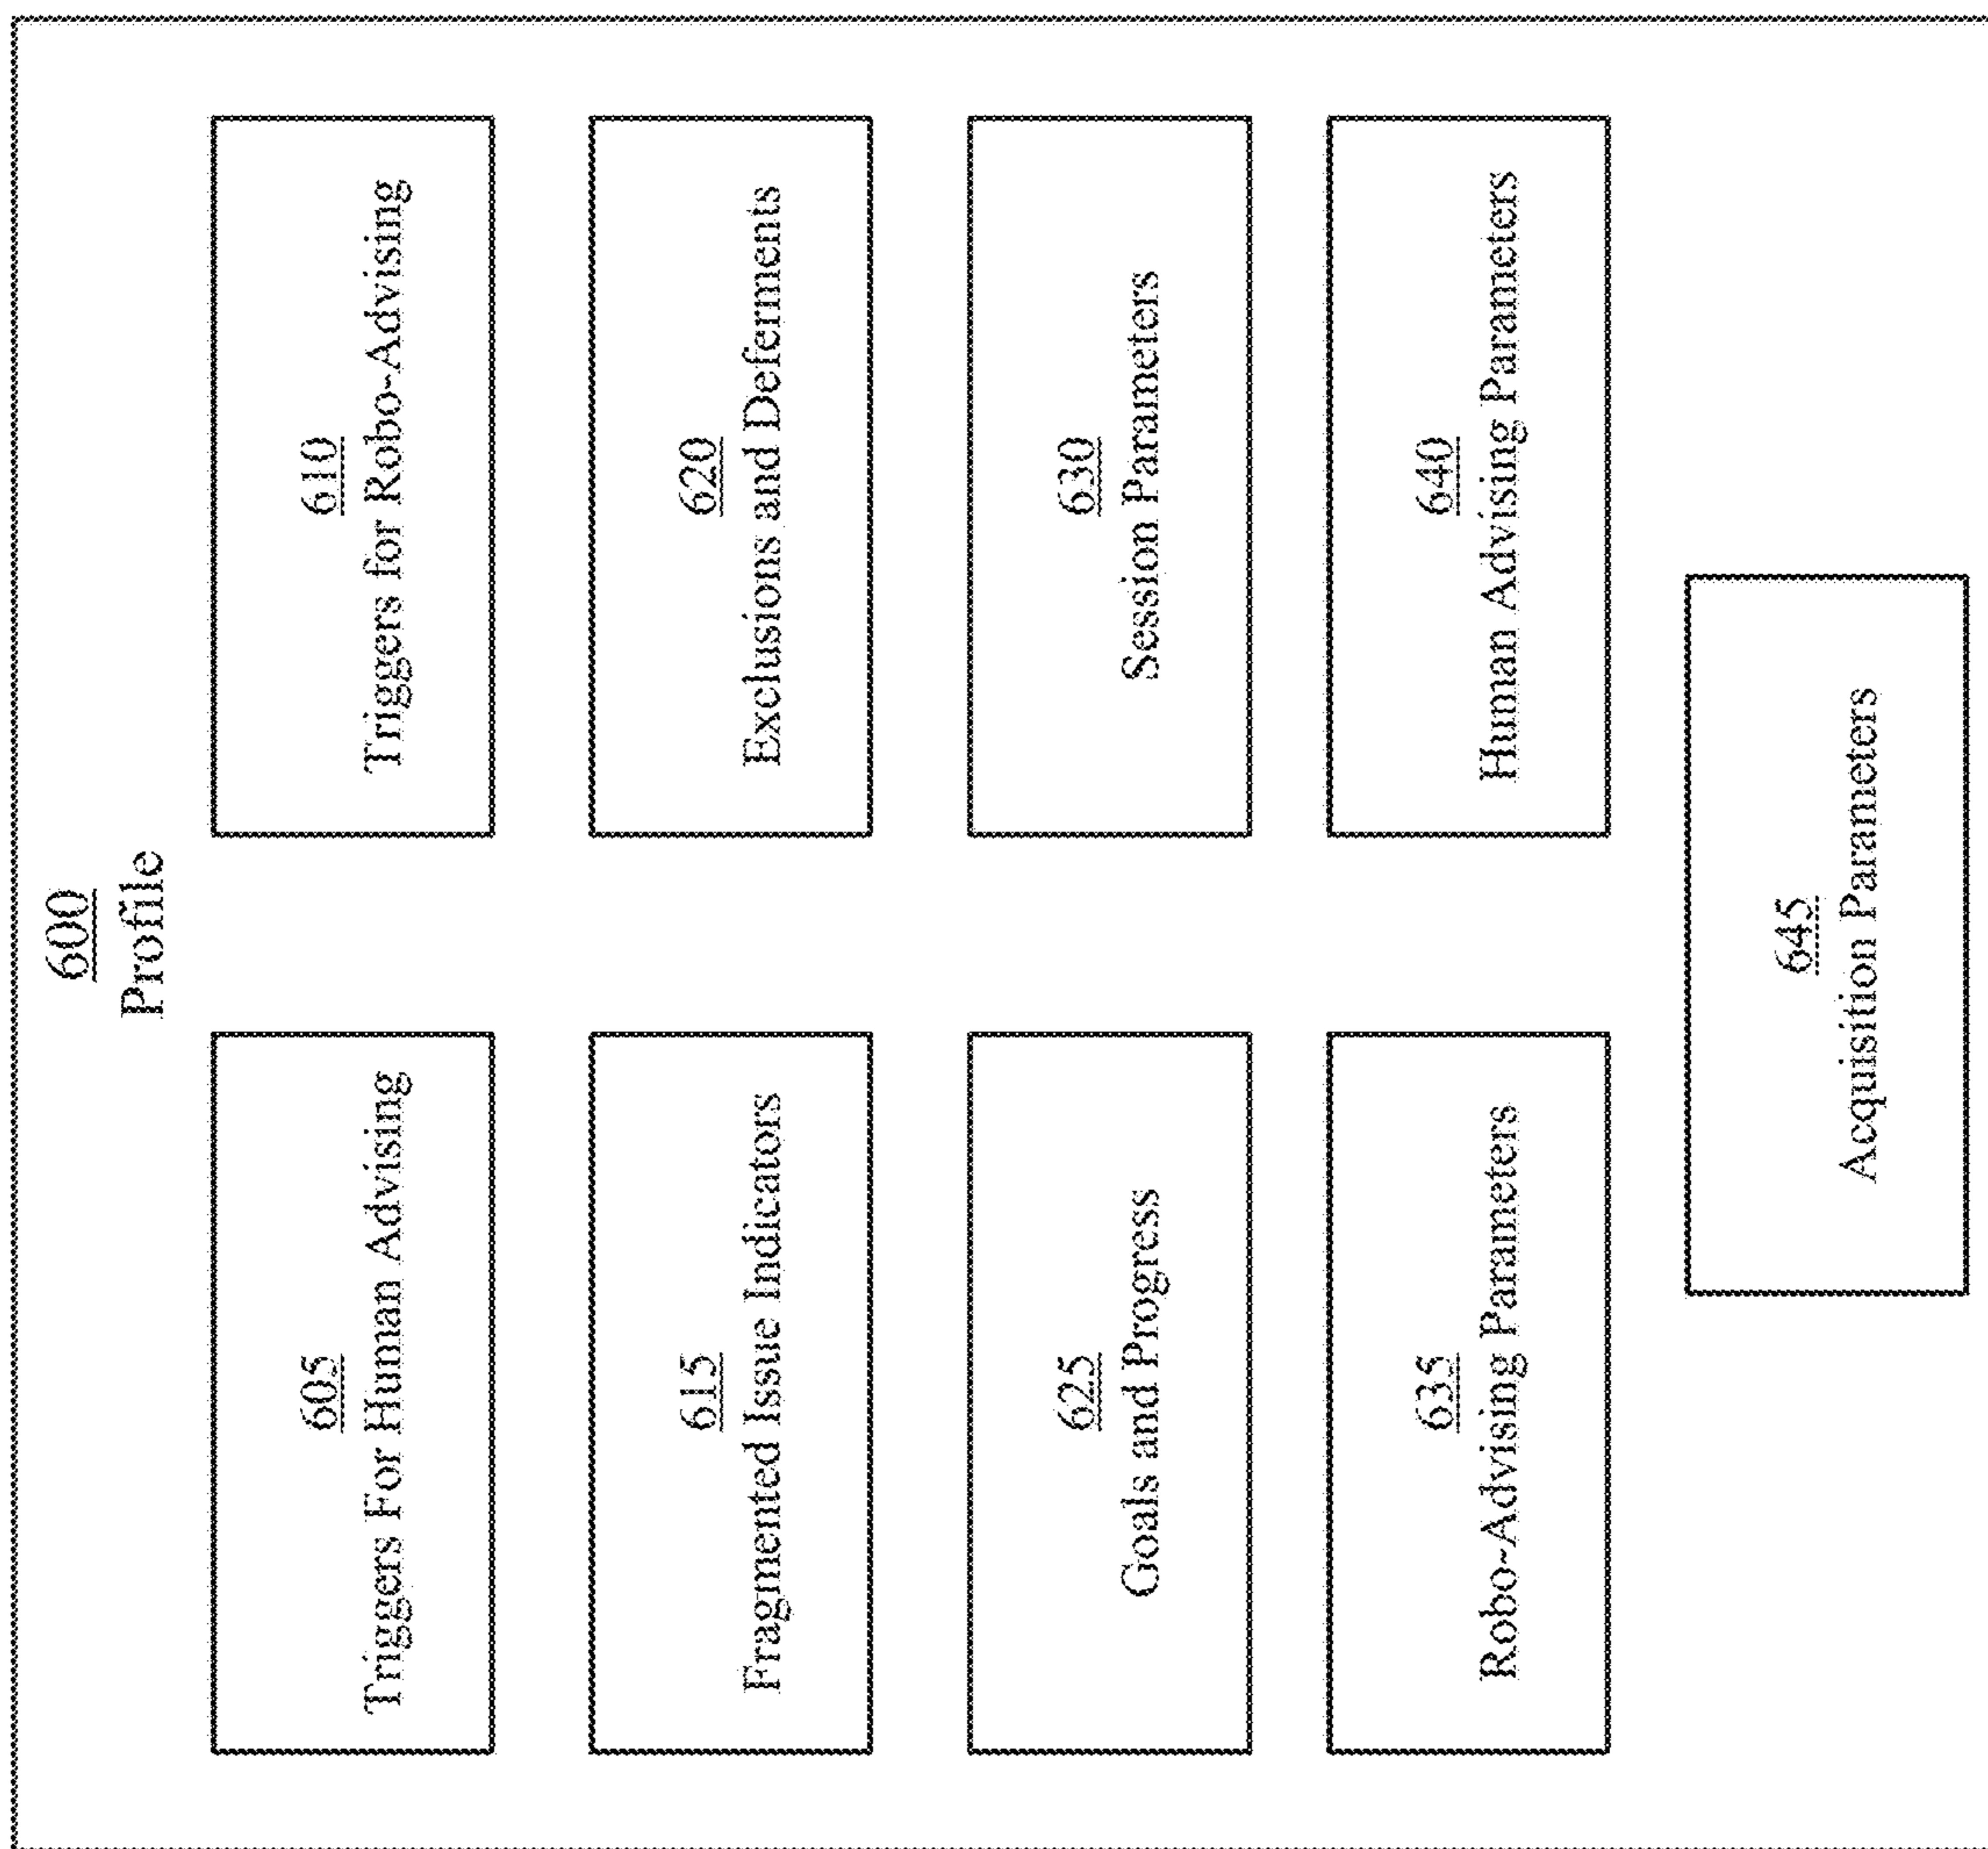 600
Profile
605
Triggers For Human Advising
610
Triggers for Robo-Advising
615
Fragmented Issue Indicators
620
Exclusions and Deferments
625
Goals and Progress
630
Session Parameters
635
Robo-Advising Parameters
640
Human Advising Parameters
645
Acquisition Parameters